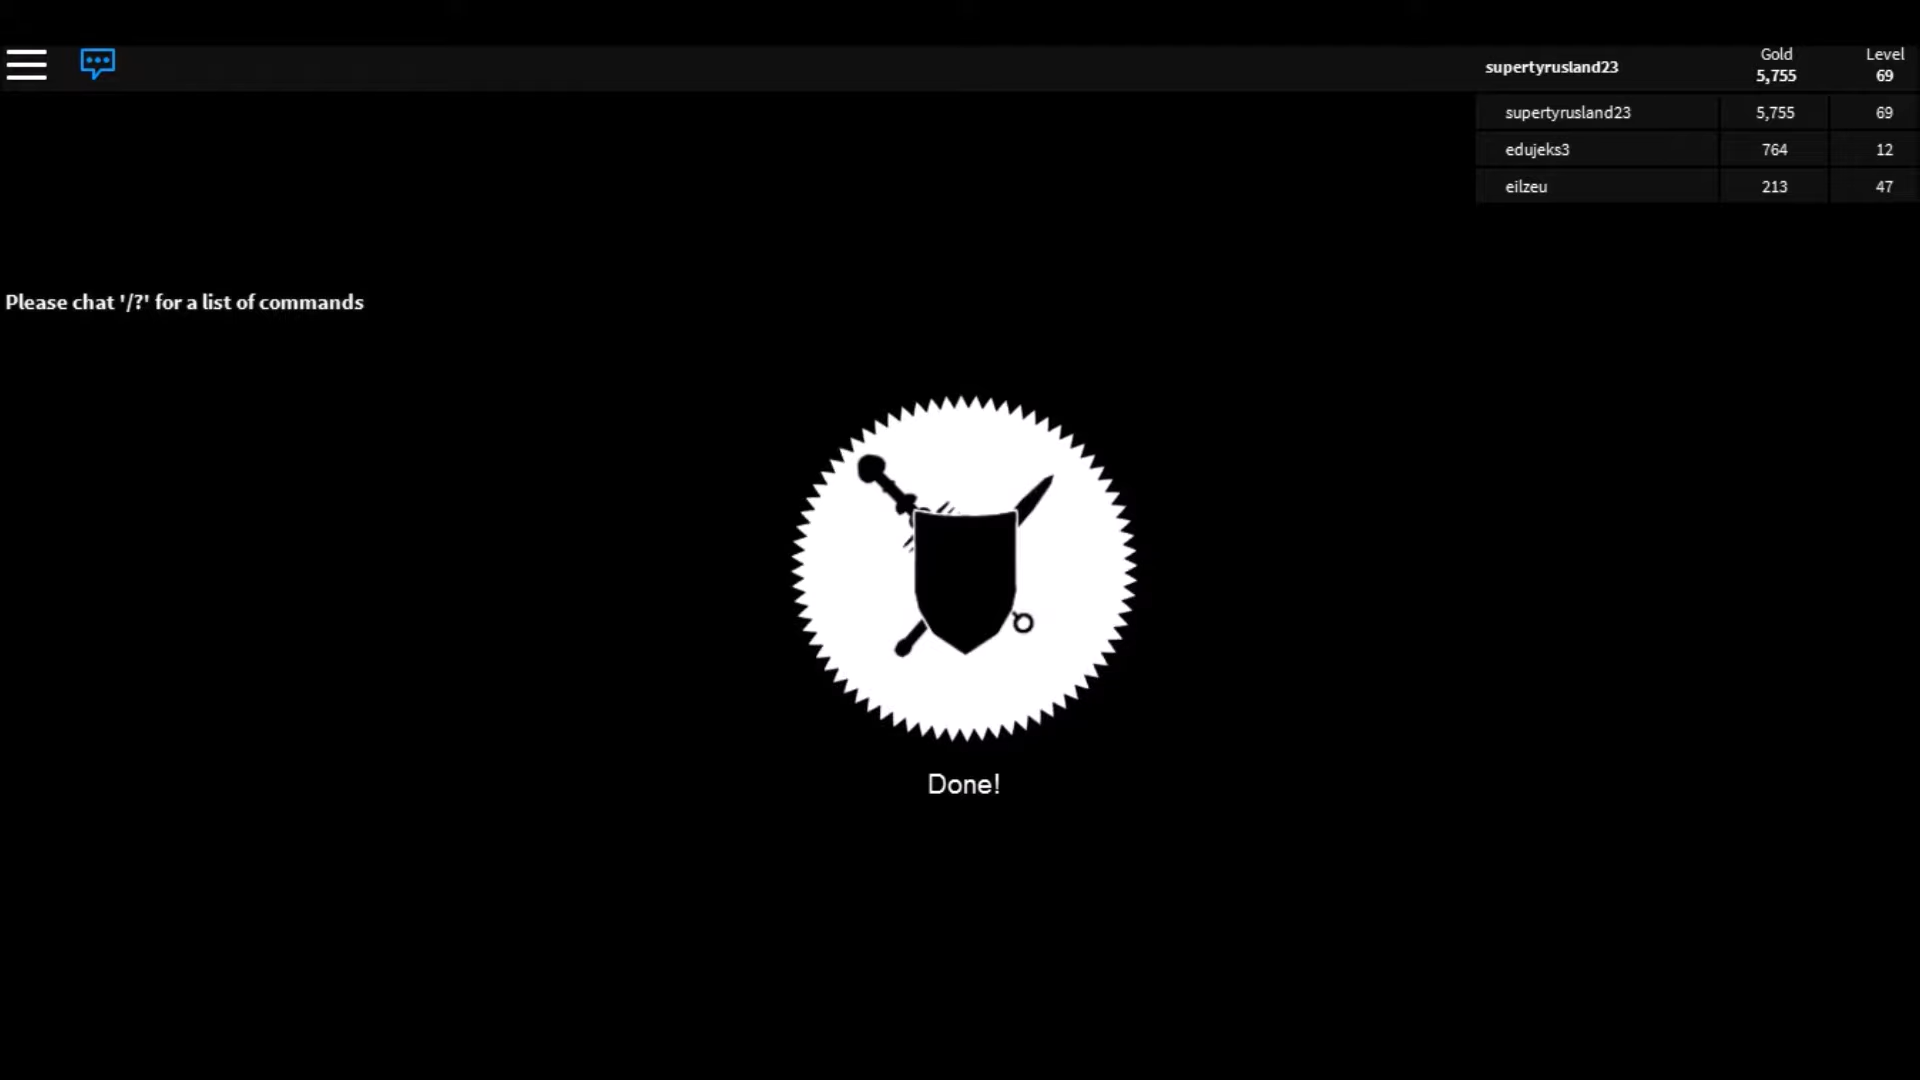 Gold Level
supertyrusland23 5,755 69
supertyrusland23 5,755 69
edujeks3 764 12
eilzeu 213 47
Please chat '/?' for a list of commands
Done!